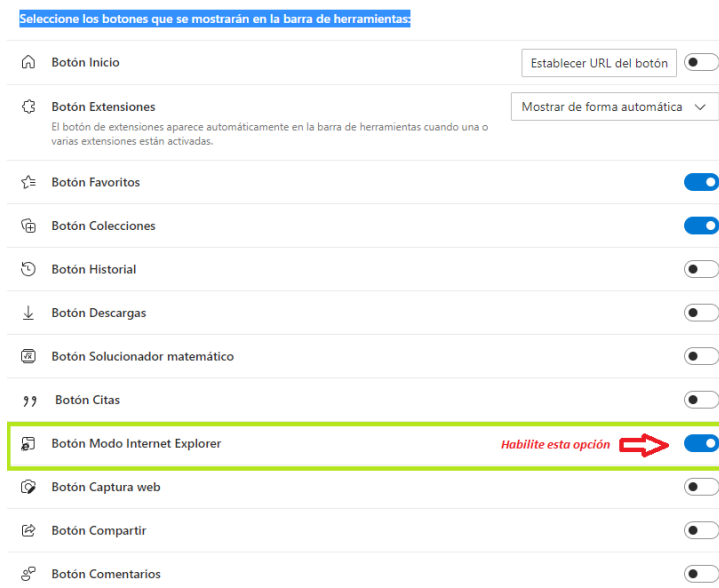 Seleccione los botones que se mostrarán en la barra de herramientas:
Botón Inicio
Establecer URL del botón
Botón Extensiones
Mostrar de forma automática
El botón de extensiones aparece automáticamente en la barra de herramientas cuando una o
varias extensiones están activadas.
Botón Favoritos
Botón Colecciones
Botón Historial
Botón Descargas
Botón Solucionador matemático
Botón Citas
Botón Modo Internet Explorer
Habilite esta opción
Botón Captura web
Botón Compartir
Botón Comentarios